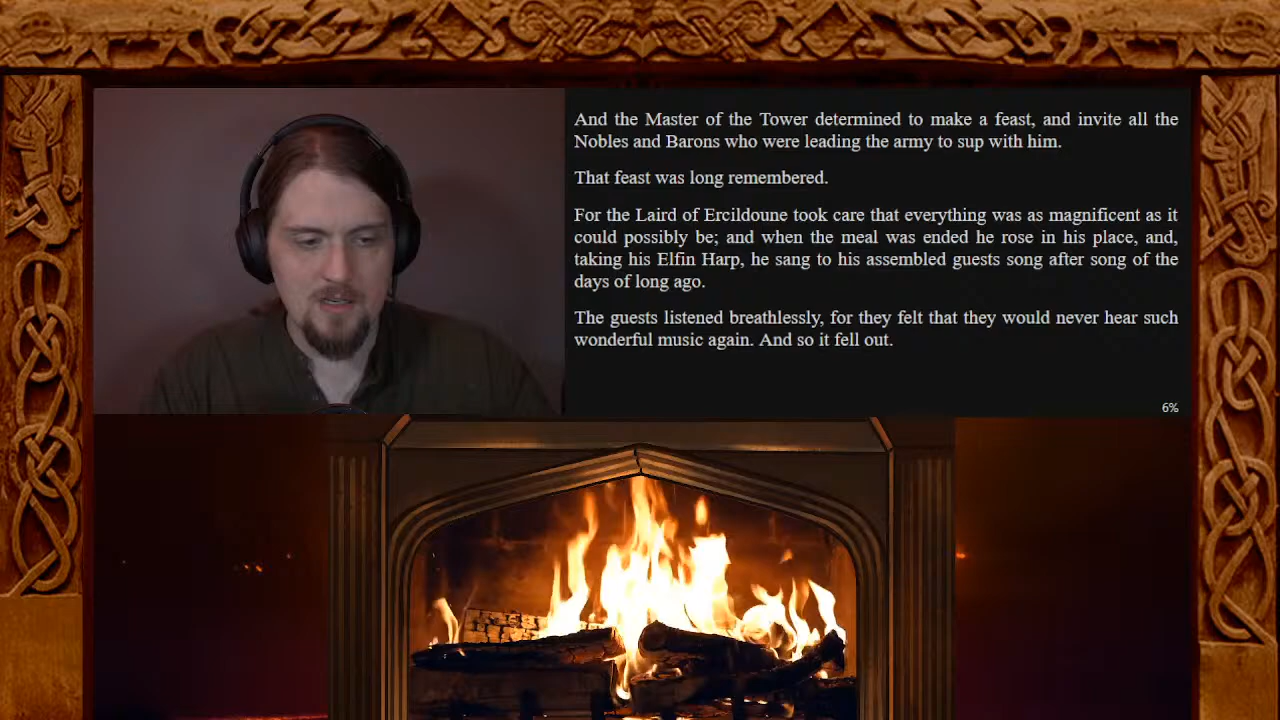 And the Master of the Tower determined to make a feast, and invite all the
Nobles and Barons who were leading the army to sup with him.
That feast was long remembered.
For the Laird of Ercildoune took care that everything was as magnificent as it
could possibly be; and when the meal was ended he rose in his place, and,
taking his Elfin Harp, he sang to his assembled guests song after song of the
days of long ago.
The guests listened breathlessly, for they felt that they would never hear such
wonderful music again. And so it fell out.
6%